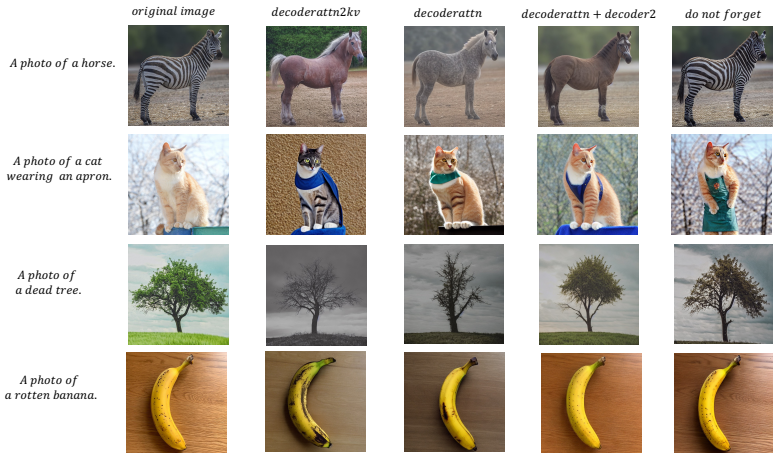 original image
decoderattn2kv
decoderattn
decoderattn + decoder2
do not forget
A photo of a horse.
A photo of a cat
wearing an apron.
A photo of
a dead tree.
A photo of
a rotten banana.